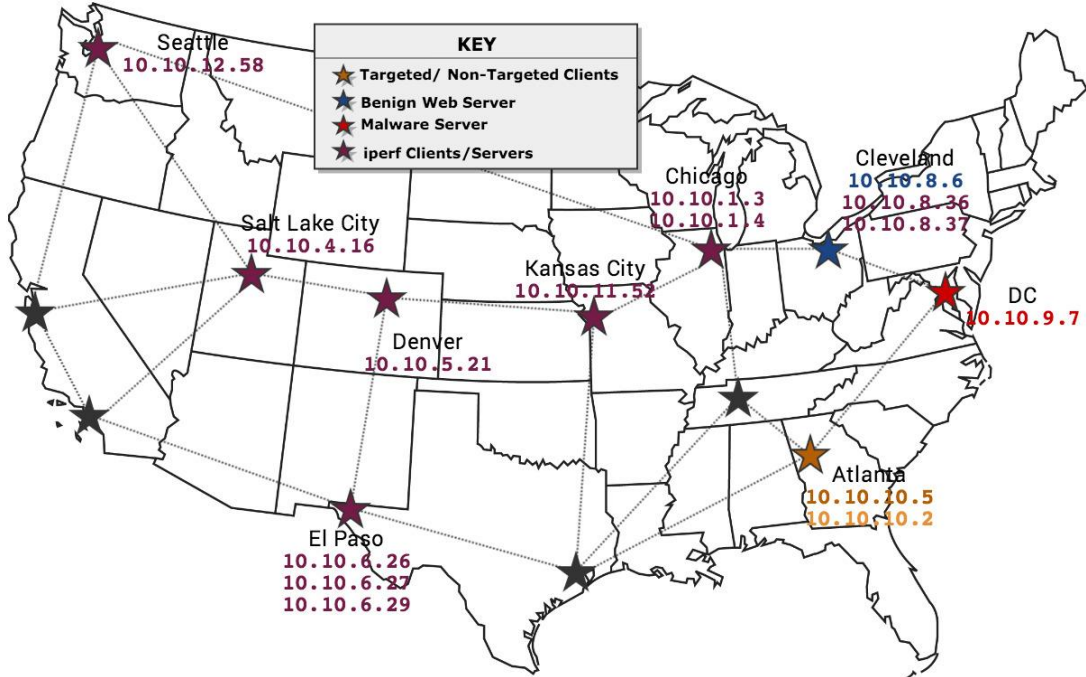 Seattle
10.10.12.58
KEY
Targeted/ Non-Targeted Clients
Benign Web Server
Malware Server
iperf Clients/Servers
Chicago
10.10.1.3
10.10.1.4
Cleveland
10.10.8.6
10.10.8.36
10.10.8.37
Salt Lake City
10.10.4.16
Kansas City
10.10.11.52
DC
10.10.9.7
Denver
10.10.5.21
Atlanta
10.10.10.5
10.10.10.2
El Paso
10.10.6.26
10.10.6.27
10.10.6.29